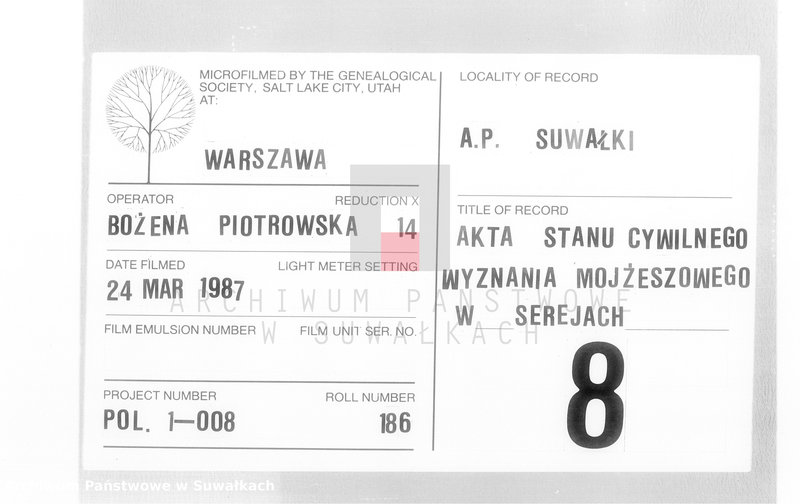 MICROFILMED BY THE GENEALOGICAL
SOCIETY, SALT LAKE CITY, UTAH
AT:
WARSZAWA
OPERATOR REDUCTION X
BOŻENA PIOTROWSKA 14
DATE FILMED LIGHT METER SETTING
24 MAR 1987
FILM EMULSION NUMBER FILM UNIT SER. NO.
PROJECT NUMBER ROLL NUMBER
POL. 1-008 186
LOCALITY OF RECORD
A.P. SUWAŁKI
TITLE OF RECORD
AKTA STANU CYWILNEGO
WYZNANIA MOJŻESZOWEGO
W SEREJACH
8
ARCHIWUM PAŃSTWOWE
W SUWAŁKACH
Archiwum Państwowe w Suwałkach